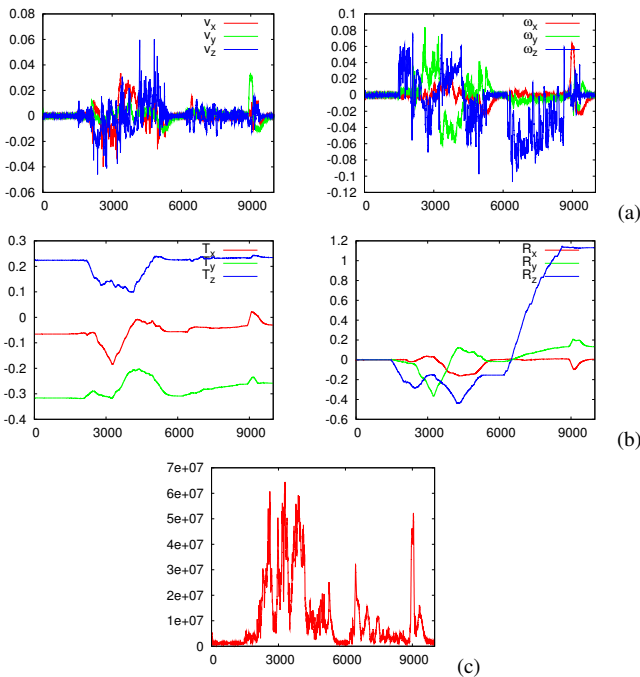 0.08
0.06
0.04
0.02
0
-0.02
-0.04
-0.06
0 3000 6000 9000
v_x
v_y
v_z
0.1
0.08
0.06
0.04
0.02
0
-0.02
-0.04
-0.06
-0.08
-0.1
-0.12
0 3000 6000 9000
ω_x
ω_y
ω_z
(a)
0.3
0.2
0.1
0
-0.1
-0.2
-0.3
-0.4
0 3000 6000 9000
T_x
T_y
T_z
1.2
1
0.8
0.6
0.4
0.2
0
-0.2
-0.4
-0.6
0 3000 6000 9000
R_x
R_y
R_z
(b)
7e+07
6e+07
5e+07
4e+07
3e+07
2e+07
1e+07
0
0 3000 6000 9000
(c)